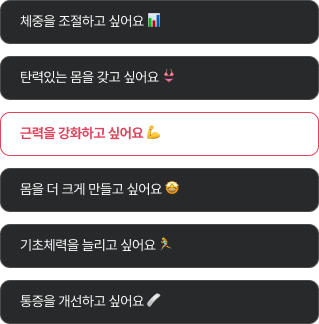 체중을 조절하고 싶어요 📊
탄력있는 몸을 갖고 싶어요 👙
근력을 강화하고 싶어요 💪
몸을 더 크게 만들고 싶어요 🤩
기초체력을 늘리고 싶어요 🏃
통증을 개선하고 싶어요 🩹